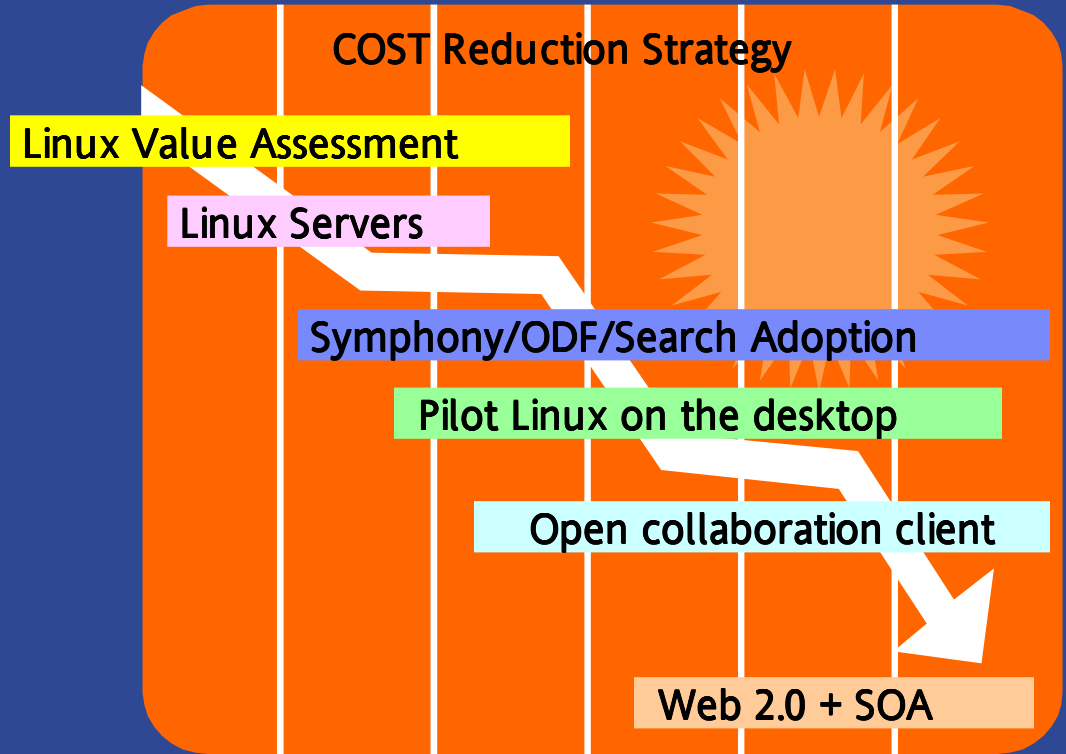 COST Reduction Strategy
Linux Value Assessment
Linux Servers
Symphony/ODF/Search Adoption
Pilot Linux on the desktop
Open collaboration client
Web 2.0 + SOA